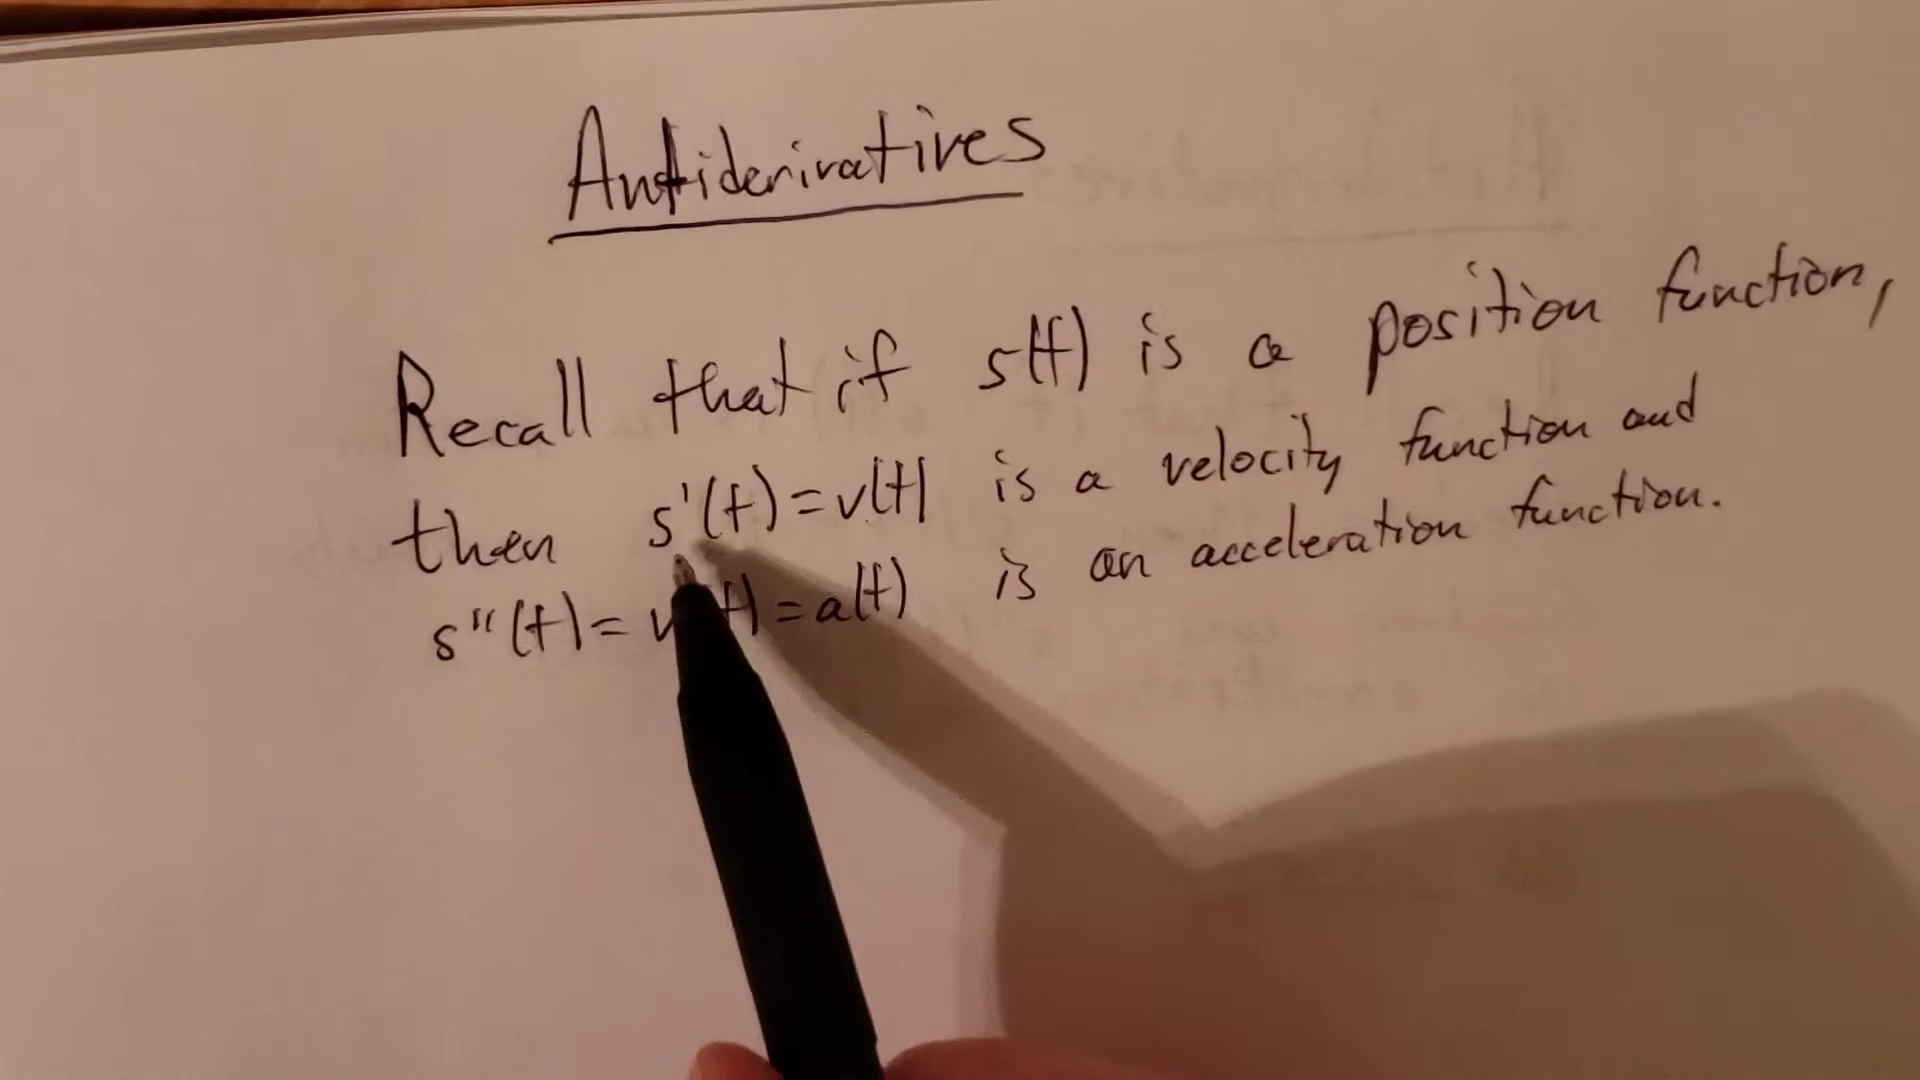 Antiderivatives
Recall that if s(t) is a position function,
then s'(t) = v(t) is a velocity function and
s''(t) = v (t) = a(t) is an acceleration function.